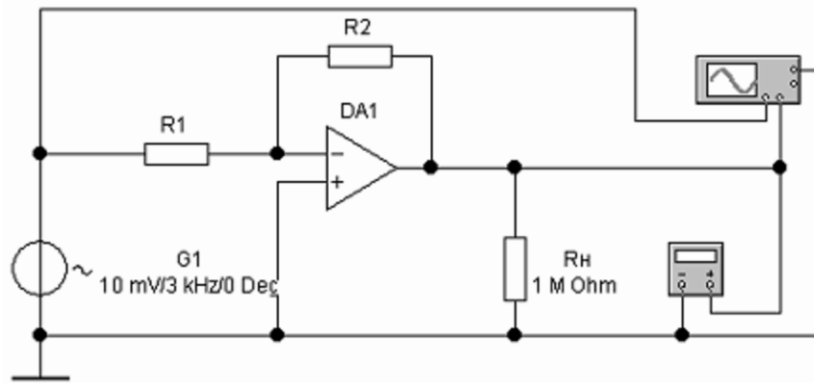 R2
DA1
R1
−
+
G1
10 mV/3 kHz/0 Deg
Rн
1 M Ohm
− +